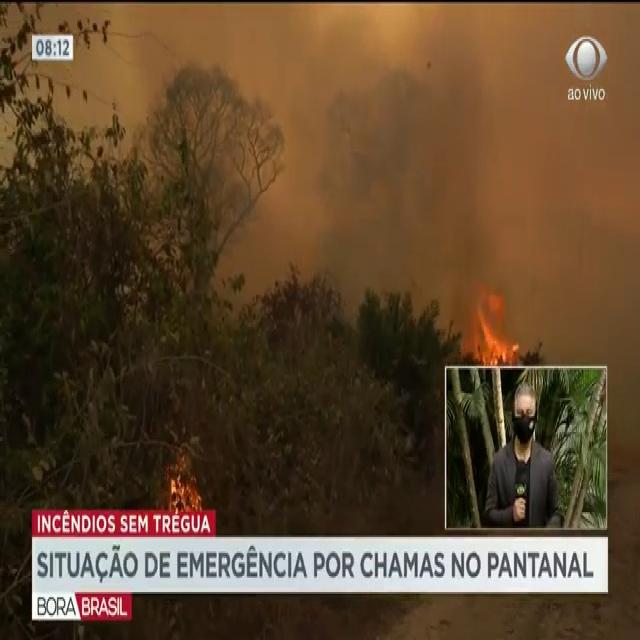 08:12
ao vivo
INCÊNDIOS SEM TRÉGUA
SITUAÇÃO DE EMERGÊNCIA POR CHAMAS NO PANTANAL
BORA BRASIL